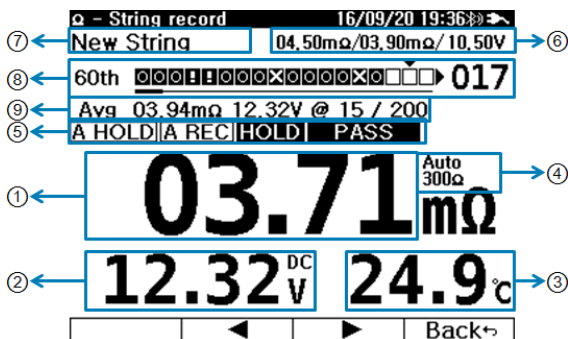 Ω – String record 16/09/20 19:36
⑦ New String 04.50mΩ/03.90mΩ/10.50V ⑥
⑧ 60th 000!!000X0000X0 017
⑨ Avg 03.94mΩ 12.32V @ 15 / 200
⑤ A HOLD A REC HOLD PASS
① 03.71 mΩ Auto 300Ω ④
② 12.32 DC V 24.9 °C ③
◀ ▶ Back